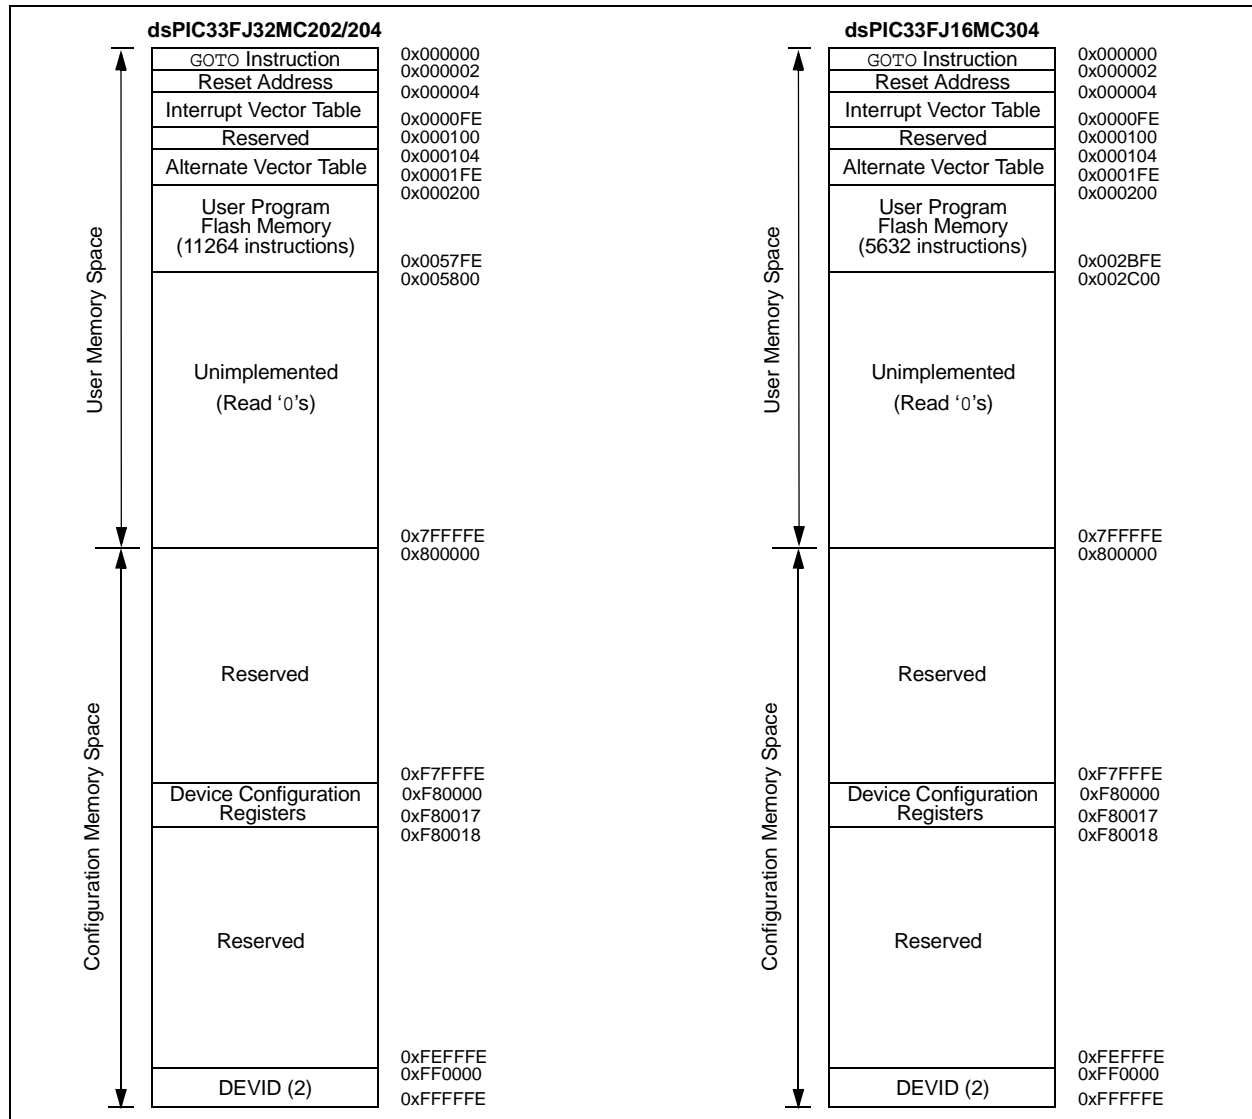 dsPIC33FJ32MC202/204
GOTO Instruction
0x000000
0x000002
Reset Address
0x000004
Interrupt Vector Table
0x0000FE
Reserved
0x000100
0x000104
Alternate Vector Table
0x0001FE
0x000200
User Program
Flash Memory
(11264 instructions)
0x0057FE
0x005800
User Memory Space
Unimplemented
(Read ‘0’s)
0x7FFFFE
0x800000
Reserved
Configuration Memory Space
0xF7FFFE
Device Configuration
Registers
0xF80000
0xF80017
0xF80018
Reserved
0xFEFFFE
0xFF0000
DEVID (2)
0xFFFFFE
dsPIC33FJ16MC304
GOTO Instruction
0x000000
0x000002
Reset Address
0x000004
Interrupt Vector Table
0x0000FE
Reserved
0x000100
0x000104
Alternate Vector Table
0x0001FE
0x000200
User Program
Flash Memory
(5632 instructions)
0x002BFE
0x002C00
User Memory Space
Unimplemented
(Read ‘0’s)
0x7FFFFE
0x800000
Reserved
Configuration Memory Space
0xF7FFFE
Device Configuration
Registers
0xF80000
0xF80017
0xF80018
Reserved
0xFEFFFE
0xFF0000
DEVID (2)
0xFFFFFE